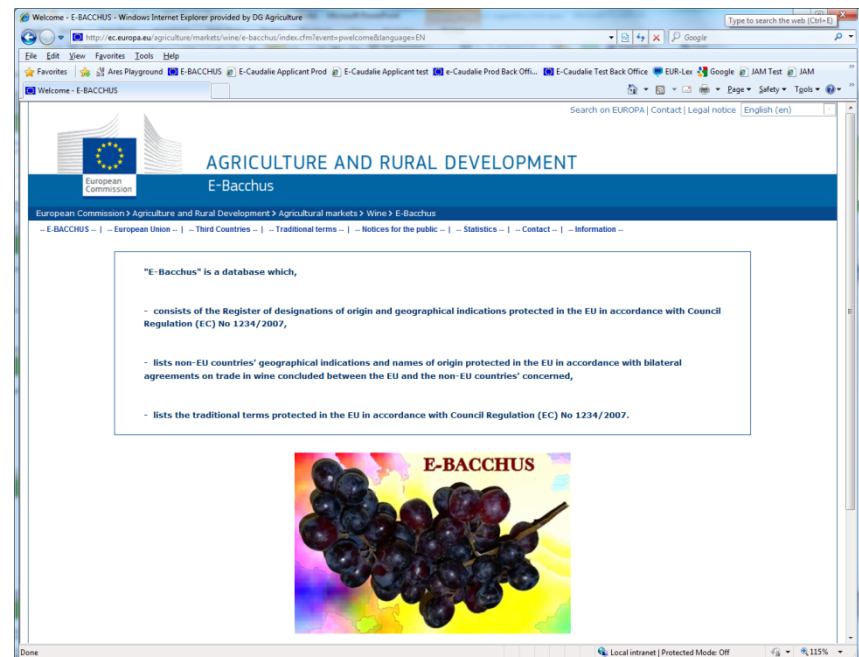 Welcome - E-BACCHUS - Windows Internet Explorer provided by DG Agriculture
Type to search the web (Ctrl+E)
http://ec.europa.eu/agriculture/markets/wine/e-bacchus/index.cfm?event=pwelcome&language=EN
Google
File Edit View Favorites Tools Help
Favorites Ares Playground E-BACCHUS E-Caudalie Applicant Prod E-Caudalie Applicant test e-Caudalie Prod Back Offi... E-Caudalie Test Back Office EUR-Lex Google JAM Test JAM
Welcome - E-BACCHUS
Page Safety Tools
Search on EUROPA | Contact | Legal notice English (en)
AGRICULTURE AND RURAL DEVELOPMENT
European
Commission
E-Bacchus
European Commission > Agriculture and Rural Development > Agricultural markets > Wine > E-Bacchus
-- E-BACCHUS -- | -- European Union -- | -- Third Countries -- | -- Traditional terms -- | -- Notices for the public -- | -- Statistics -- | -- Contact -- | -- Information --
"E-Bacchus" is a database which,
- consists of the Register of designations of origin and geographical indications protected in the EU in accordance with Council
Regulation (EC) No 1234/2007,
- lists non-EU countries' geographical indications and names of origin protected in the EU in accordance with bilateral
agreements on trade in wine concluded between the EU and the non-EU countries' concerned,
- lists the traditional terms protected in the EU in accordance with Council Regulation (EC) No 1234/2007.
E-BACCHUS
Done
Local intranet | Protected Mode: Off
115%